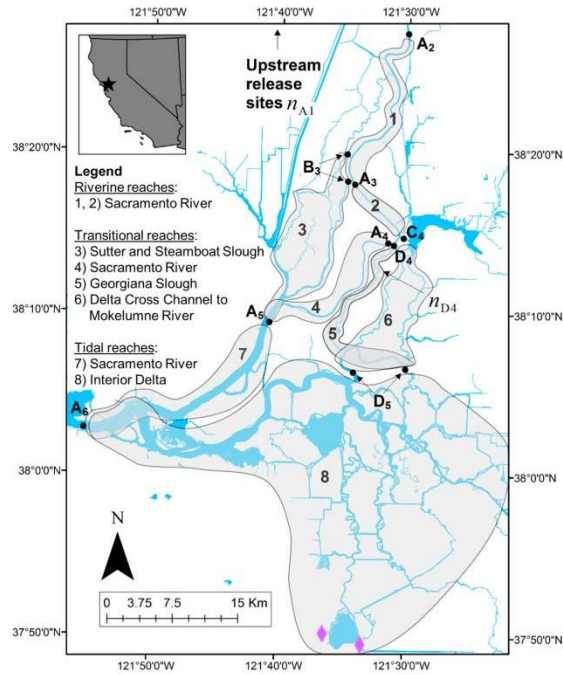 121°50'0"W 121°40'0"W 121°30'0"W
A2
Upstream
release
sites nA1
1
38°20'0"N 38°20'0"N
B3
A3
Legend
Riverine reaches:
1, 2) Sacramento River
2
3
Transitional reaches:
3) Sutter and Steamboat Slough
4) Sacramento River
5) Georgiana Slough
6) Delta Cross Channel to
Mokelumne River
A4
C4
D4
nD4
4
5
6
38°10'0"N 38°10'0"N
A5
Tidal reaches:
7) Sacramento River
8) Interior Delta
7
D5
A6
38°0'0"N 38°0'0"N
8
N
0 3.75 7.5 15 Km
37°50'0"N 37°50'0"N
121°50'0"W 121°40'0"W 121°30'0"W